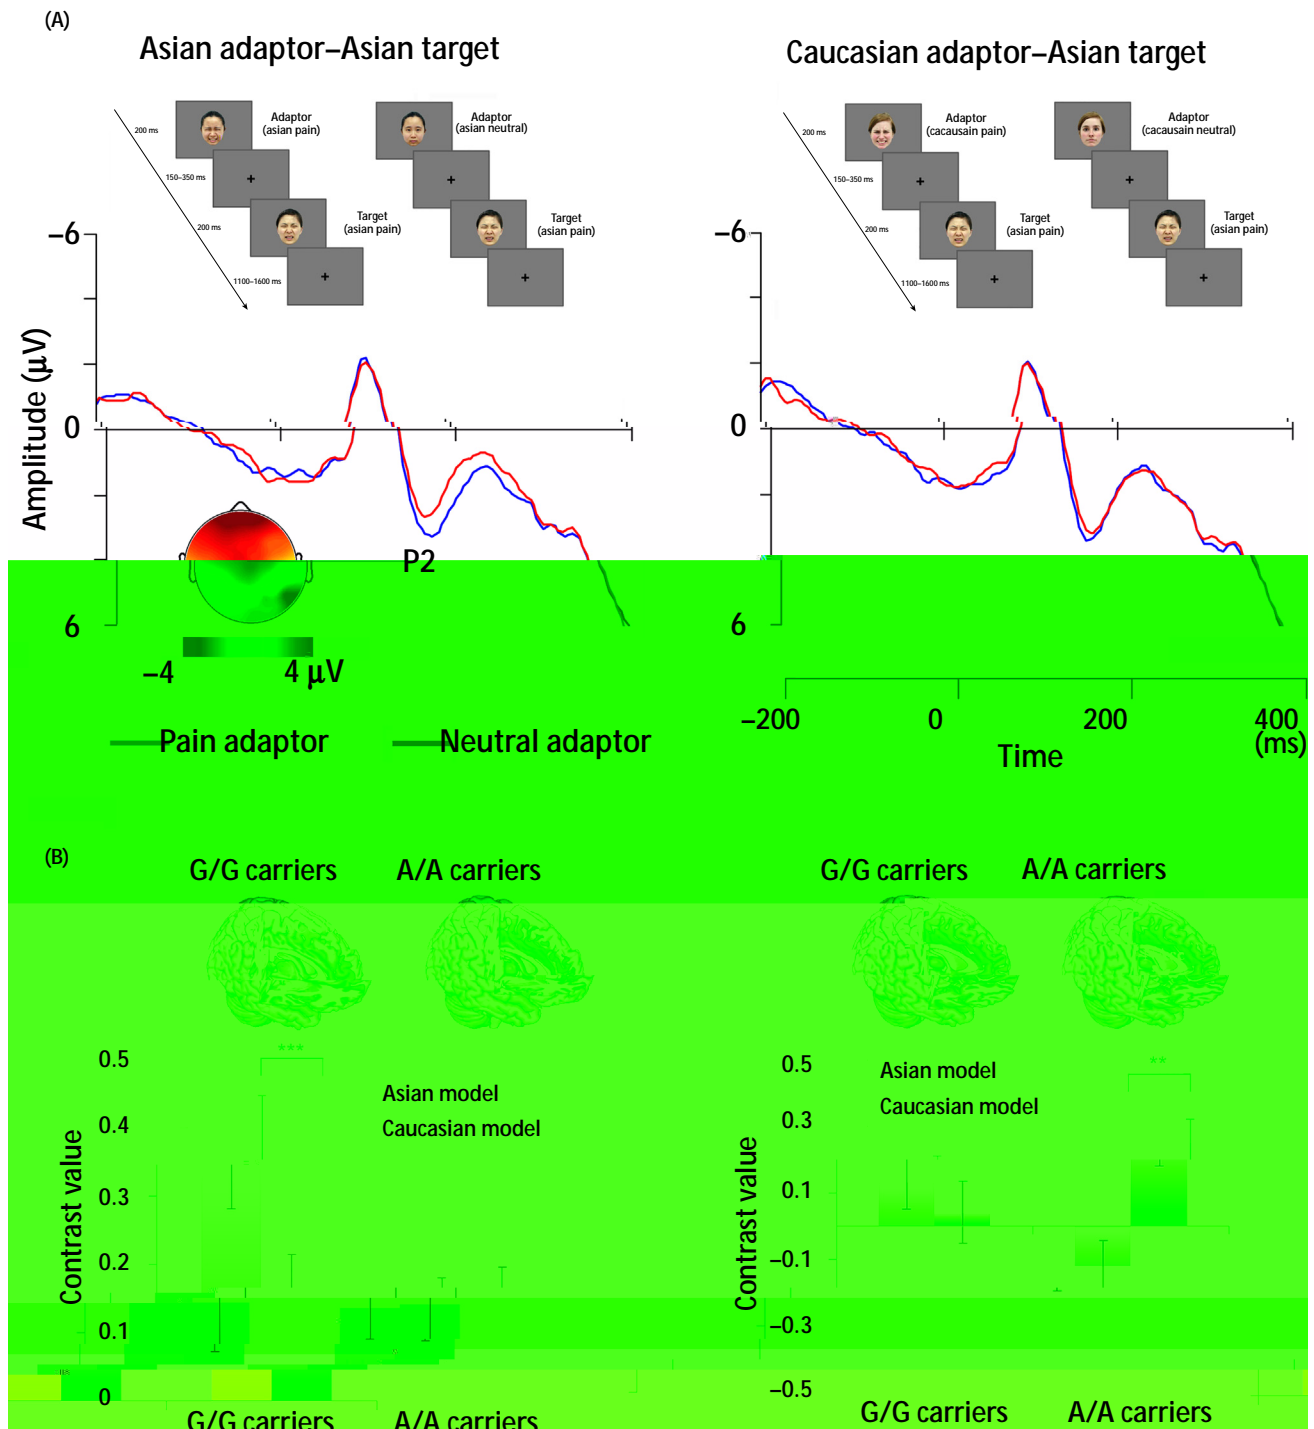 (A)
Asian adaptor–Asian target
Caucasian adaptor–Asian target
200 ms
Adaptor
(asian pain)
Adaptor
(asian neutral)
150–350 ms
200 ms
Target
(asian pain)
Target
(asian pain)
1100–1600 ms
200 ms
Adaptor
(cacausain pain)
Adaptor
(cacausain neutral)
150–350 ms
200 ms
Target
(asian pain)
Target
(asian pain)
1100–1600 ms
Amplitude (μV)
−6
0
6
P2
−4
4 μV
−6
0
6
−200
0
200
400
(ms)
Time
Pain adaptor
Neutral adaptor
(B)
G/G carriers
A/A carriers
G/G carriers
A/A carriers
Contrast value
0.5
0.4
0.3
0.2
0.1
0
***
Asian model
Caucasian model
G/G carriers
A/A carriers
Contrast value
0.5
0.3
0.1
−0.1
−0.3
−0.5
Asian model
Caucasian model
**
G/G carriers
A/A carriers